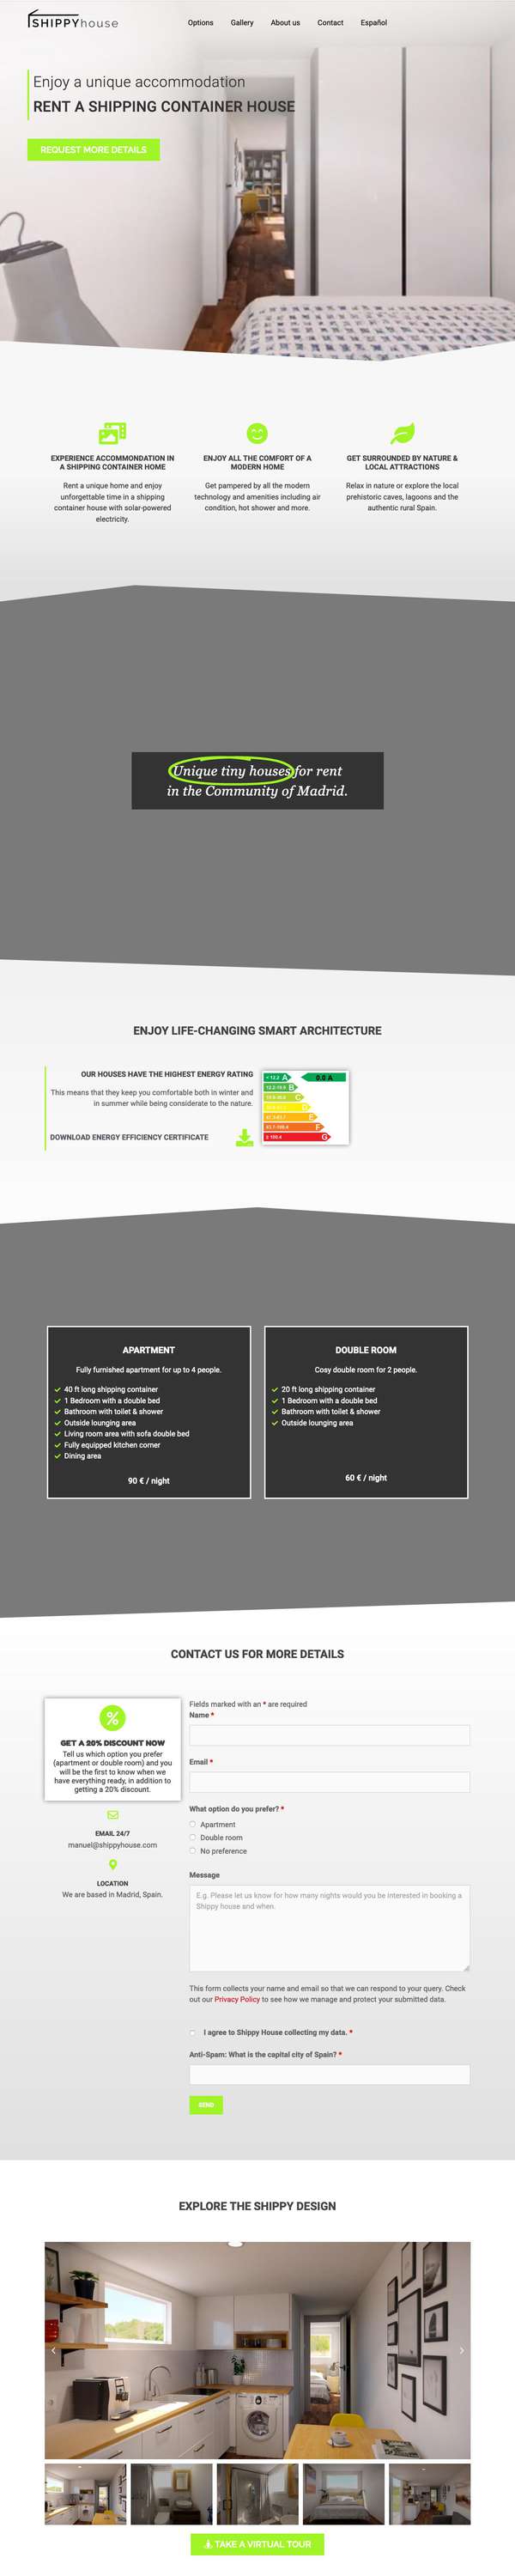 SHIPPYhouse
Options Gallery About us Contact Español
Enjoy a unique accommodation
RENT A SHIPPING CONTAINER HOUSE
REQUEST MORE DETAILS
EXPERIENCE ACCOMMODATION IN
A SHIPPING CONTAINER HOME
Rent a unique home and enjoy
unforgettable time in a shipping
container house with solar-powered
electricity.
ENJOY ALL THE COMFORT OF A
MODERN HOME
Get pampered by all the modern
technology and amenities including air
condition, hot shower and more.
GET SURROUNDED BY NATURE &
LOCAL ATTRACTIONS
Relax in nature or explore the local
prehistoric caves, lagoons and the
authentic rural Spain.
Unique tiny houses for rent
in the Community of Madrid.
ENJOY LIFE-CHANGING SMART ARCHITECTURE
OUR HOUSES HAVE THE HIGHEST ENERGY RATING
This means that they keep you comfortable both in winter and
in summer while being considerate to the nature.
DOWNLOAD ENERGY EFFICIENCY CERTIFICATE
A 0.0 A
B
C
D
E
F
G
APARTMENT
Fully furnished apartment for up to 4 people.
40 ft long shipping container
1 Bedroom with a double bed
Bathroom with toilet & shower
Outside lounging area
Living room area with sofa double bed
Fully equipped kitchen corner
Dining area
90 € / night
DOUBLE ROOM
Cosy double room for 2 people.
20 ft long shipping container
1 Bedroom with a double bed
Bathroom with toilet & shower
Outside lounging area
60 € / night
CONTACT US FOR MORE DETAILS
GET A 20% DISCOUNT NOW
Tell us which option you prefer
(apartment or double room) and you
will be the first to know when we
have everything ready, in addition to
getting a 20% discount.
EMAIL 24/7
manuel@shippyhouse.com
LOCATION
We are based in Madrid, Spain.
Fields marked with an * are required
Name *
Email *
What option do you prefer? *
Apartment
Double room
No preference
Message
E.g. Please let us know for how many nights would you be interested in booking a
Shippy house and when.
This form collects your name and email so that we can respond to your query. Check
out our Privacy Policy to see how we manage and protect your submitted data.
I agree to Shippy House collecting my data. *
Anti-Spam: What is the capital city of Spain? *
SEND
EXPLORE THE SHIPPY DESIGN
TAKE A VIRTUAL TOUR